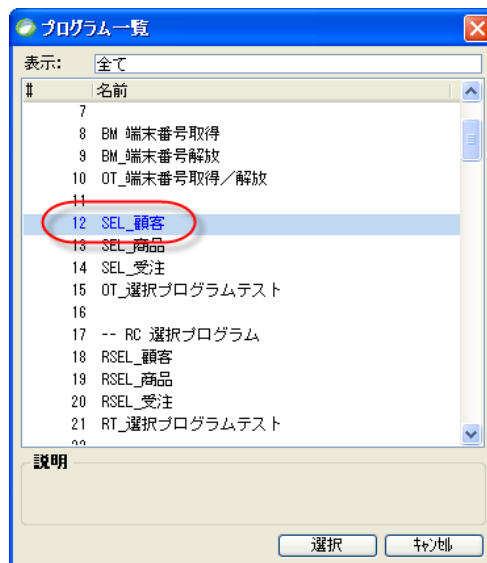 プログラム一覧
表示: 全て
# 名前
7
8 BM 端末番号取得
9 BM_端末番号解放
10 OT_端末番号取得／解放
11
12 SEL_顧客
13 SEL_商品
14 SEL_受注
15 OT_選択プログラムテスト
16
17 -- RC 選択プログラム
18 RSEL_顧客
19 RSEL_商品
20 RSEL_受注
21 RT_選択プログラムテスト
22
説明
選択 キャンセル